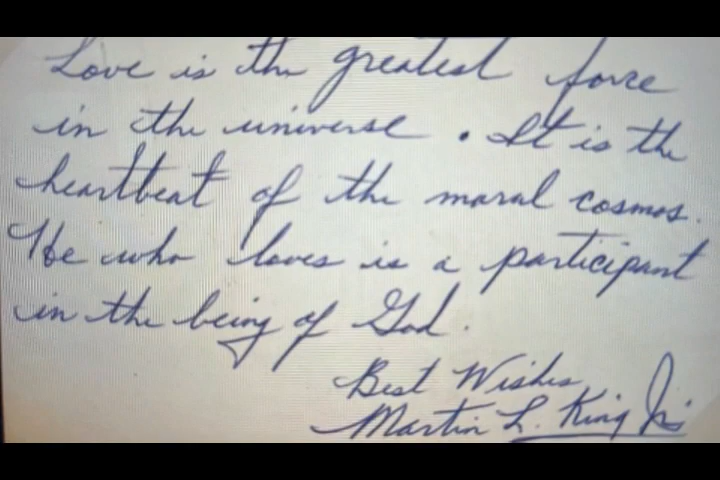 Love is the greatest force
in the universe. It is the
heartbeat of the moral cosmos.
He who loves is a participant
in the being of God.
Best Wishes
Martin L. King Jr.